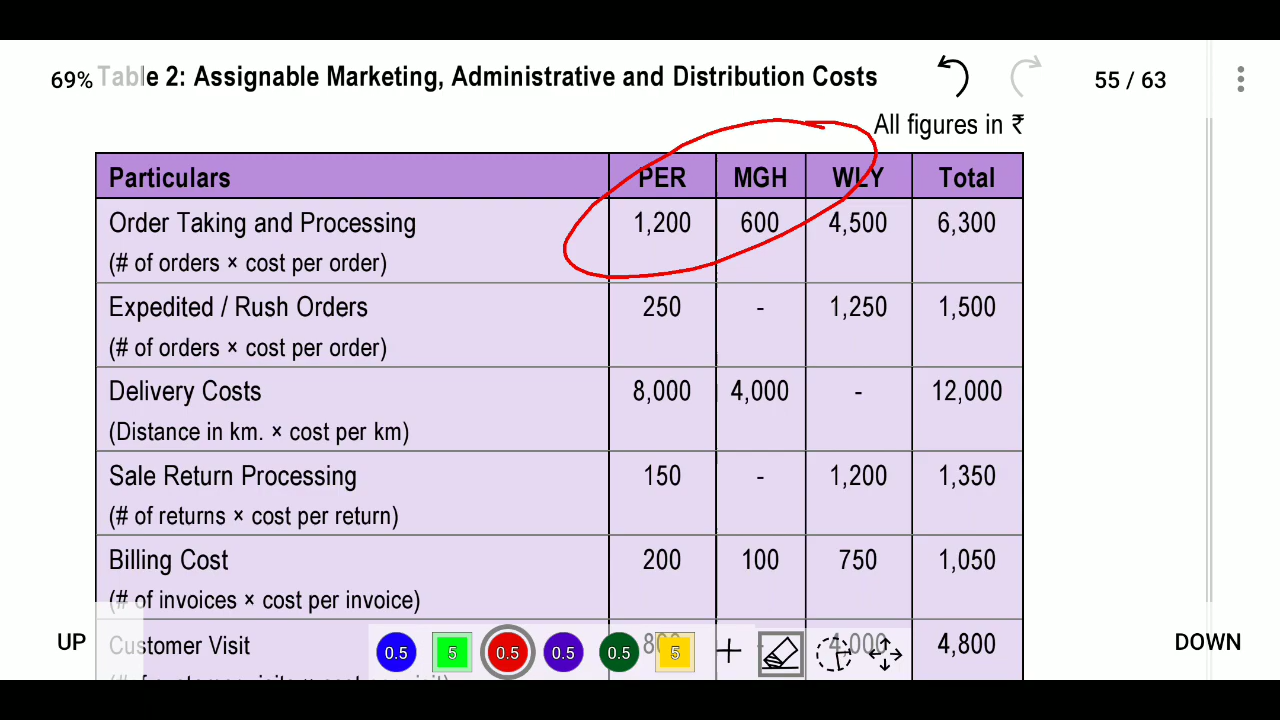 69% Table 2: Assignable Marketing, Administrative and Distribution Costs 55 / 63
All figures in ₹
Particulars PER MGH WLY Total
Order Taking and Processing 1,200 600 4,500 6,300
(# of orders × cost per order)
Expedited / Rush Orders 250 - 1,250 1,500
(# of orders × cost per order)
Delivery Costs 8,000 4,000 - 12,000
(Distance in km. × cost per km)
Sale Return Processing 150 - 1,200 1,350
(# of returns × cost per return)
Billing Cost 200 100 750 1,050
(# of invoices × cost per invoice)
UP Customer Visit 800 - 4,000 4,800 DOWN
0.5 5 0.5 0.5 0.5 5